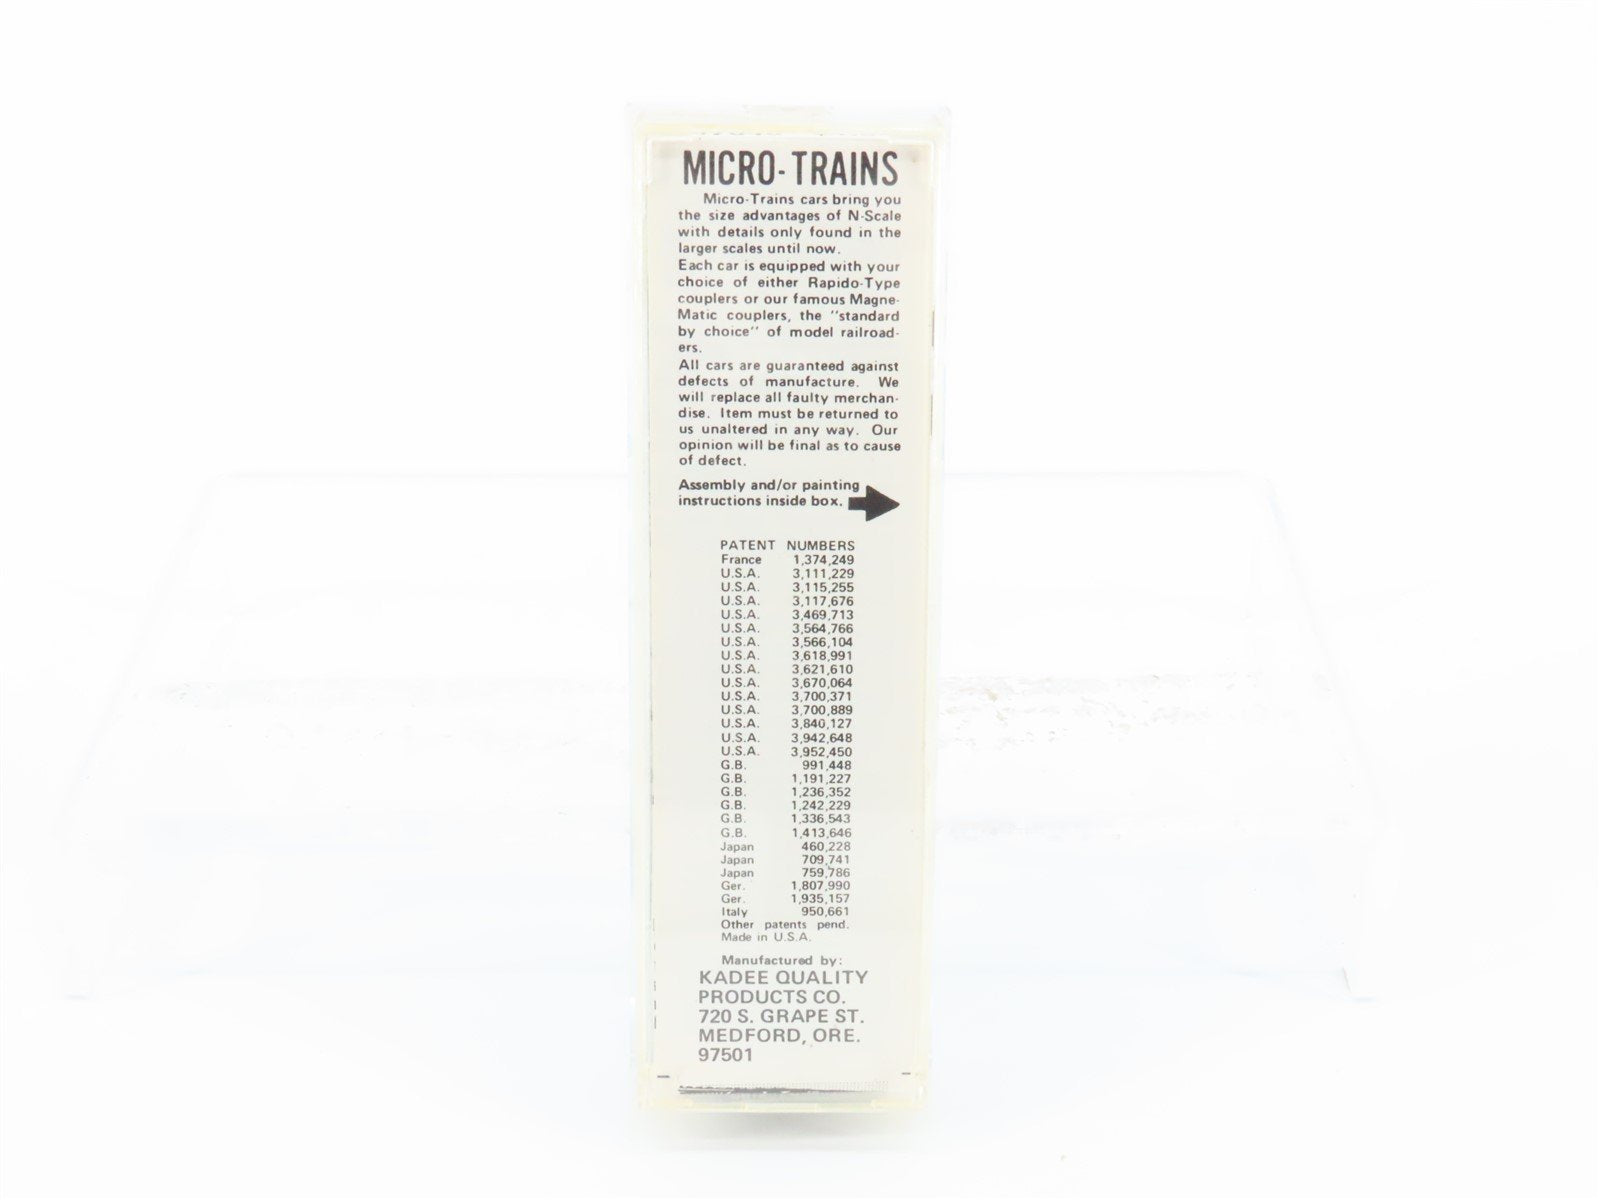 MICRO-TRAINS
Micro-Trains cars bring you
the size advantages of N-Scale
with details only found in the
larger scales until now.
Each car is equipped with your
choice of either Rapido-Type
couplers or our famous Magne-
Matic couplers, the "standard
by choice" of model railroad-
ers.
All cars are guaranteed against
defects of manufacture. We
will replace all faulty merchan-
dise. Item must be returned to
us unaltered in any way. Our
opinion will be final as to cause
of defect.
Assembly and/or painting
instructions inside box.
PATENT NUMBERS
France 1,374,249
U.S.A. 3,111,229
U.S.A. 3,115,255
U.S.A. 3,117,676
U.S.A. 3,469,713
U.S.A. 3,564,766
U.S.A. 3,566,104
U.S.A. 3,618,991
U.S.A. 3,621,610
U.S.A. 3,670,064
U.S.A. 3,700,371
U.S.A. 3,700,889
U.S.A. 3,840,127
U.S.A. 3,942,648
U.S.A. 3,952,450
G.B. 991,448
G.B. 1,191,227
G.B. 1,236,352
G.B. 1,242,229
G.B. 1,336,543
G.B. 1,413,646
Japan 460,228
Japan 709,741
Japan 759,786
Ger. 1,807,990
Ger. 1,935,157
Italy 950,661
Other patents pend.
Made in U.S.A.
Manufactured by:
KADEE QUALITY
PRODUCTS CO.
720 S. GRAPE ST.
MEDFORD, ORE.
97501